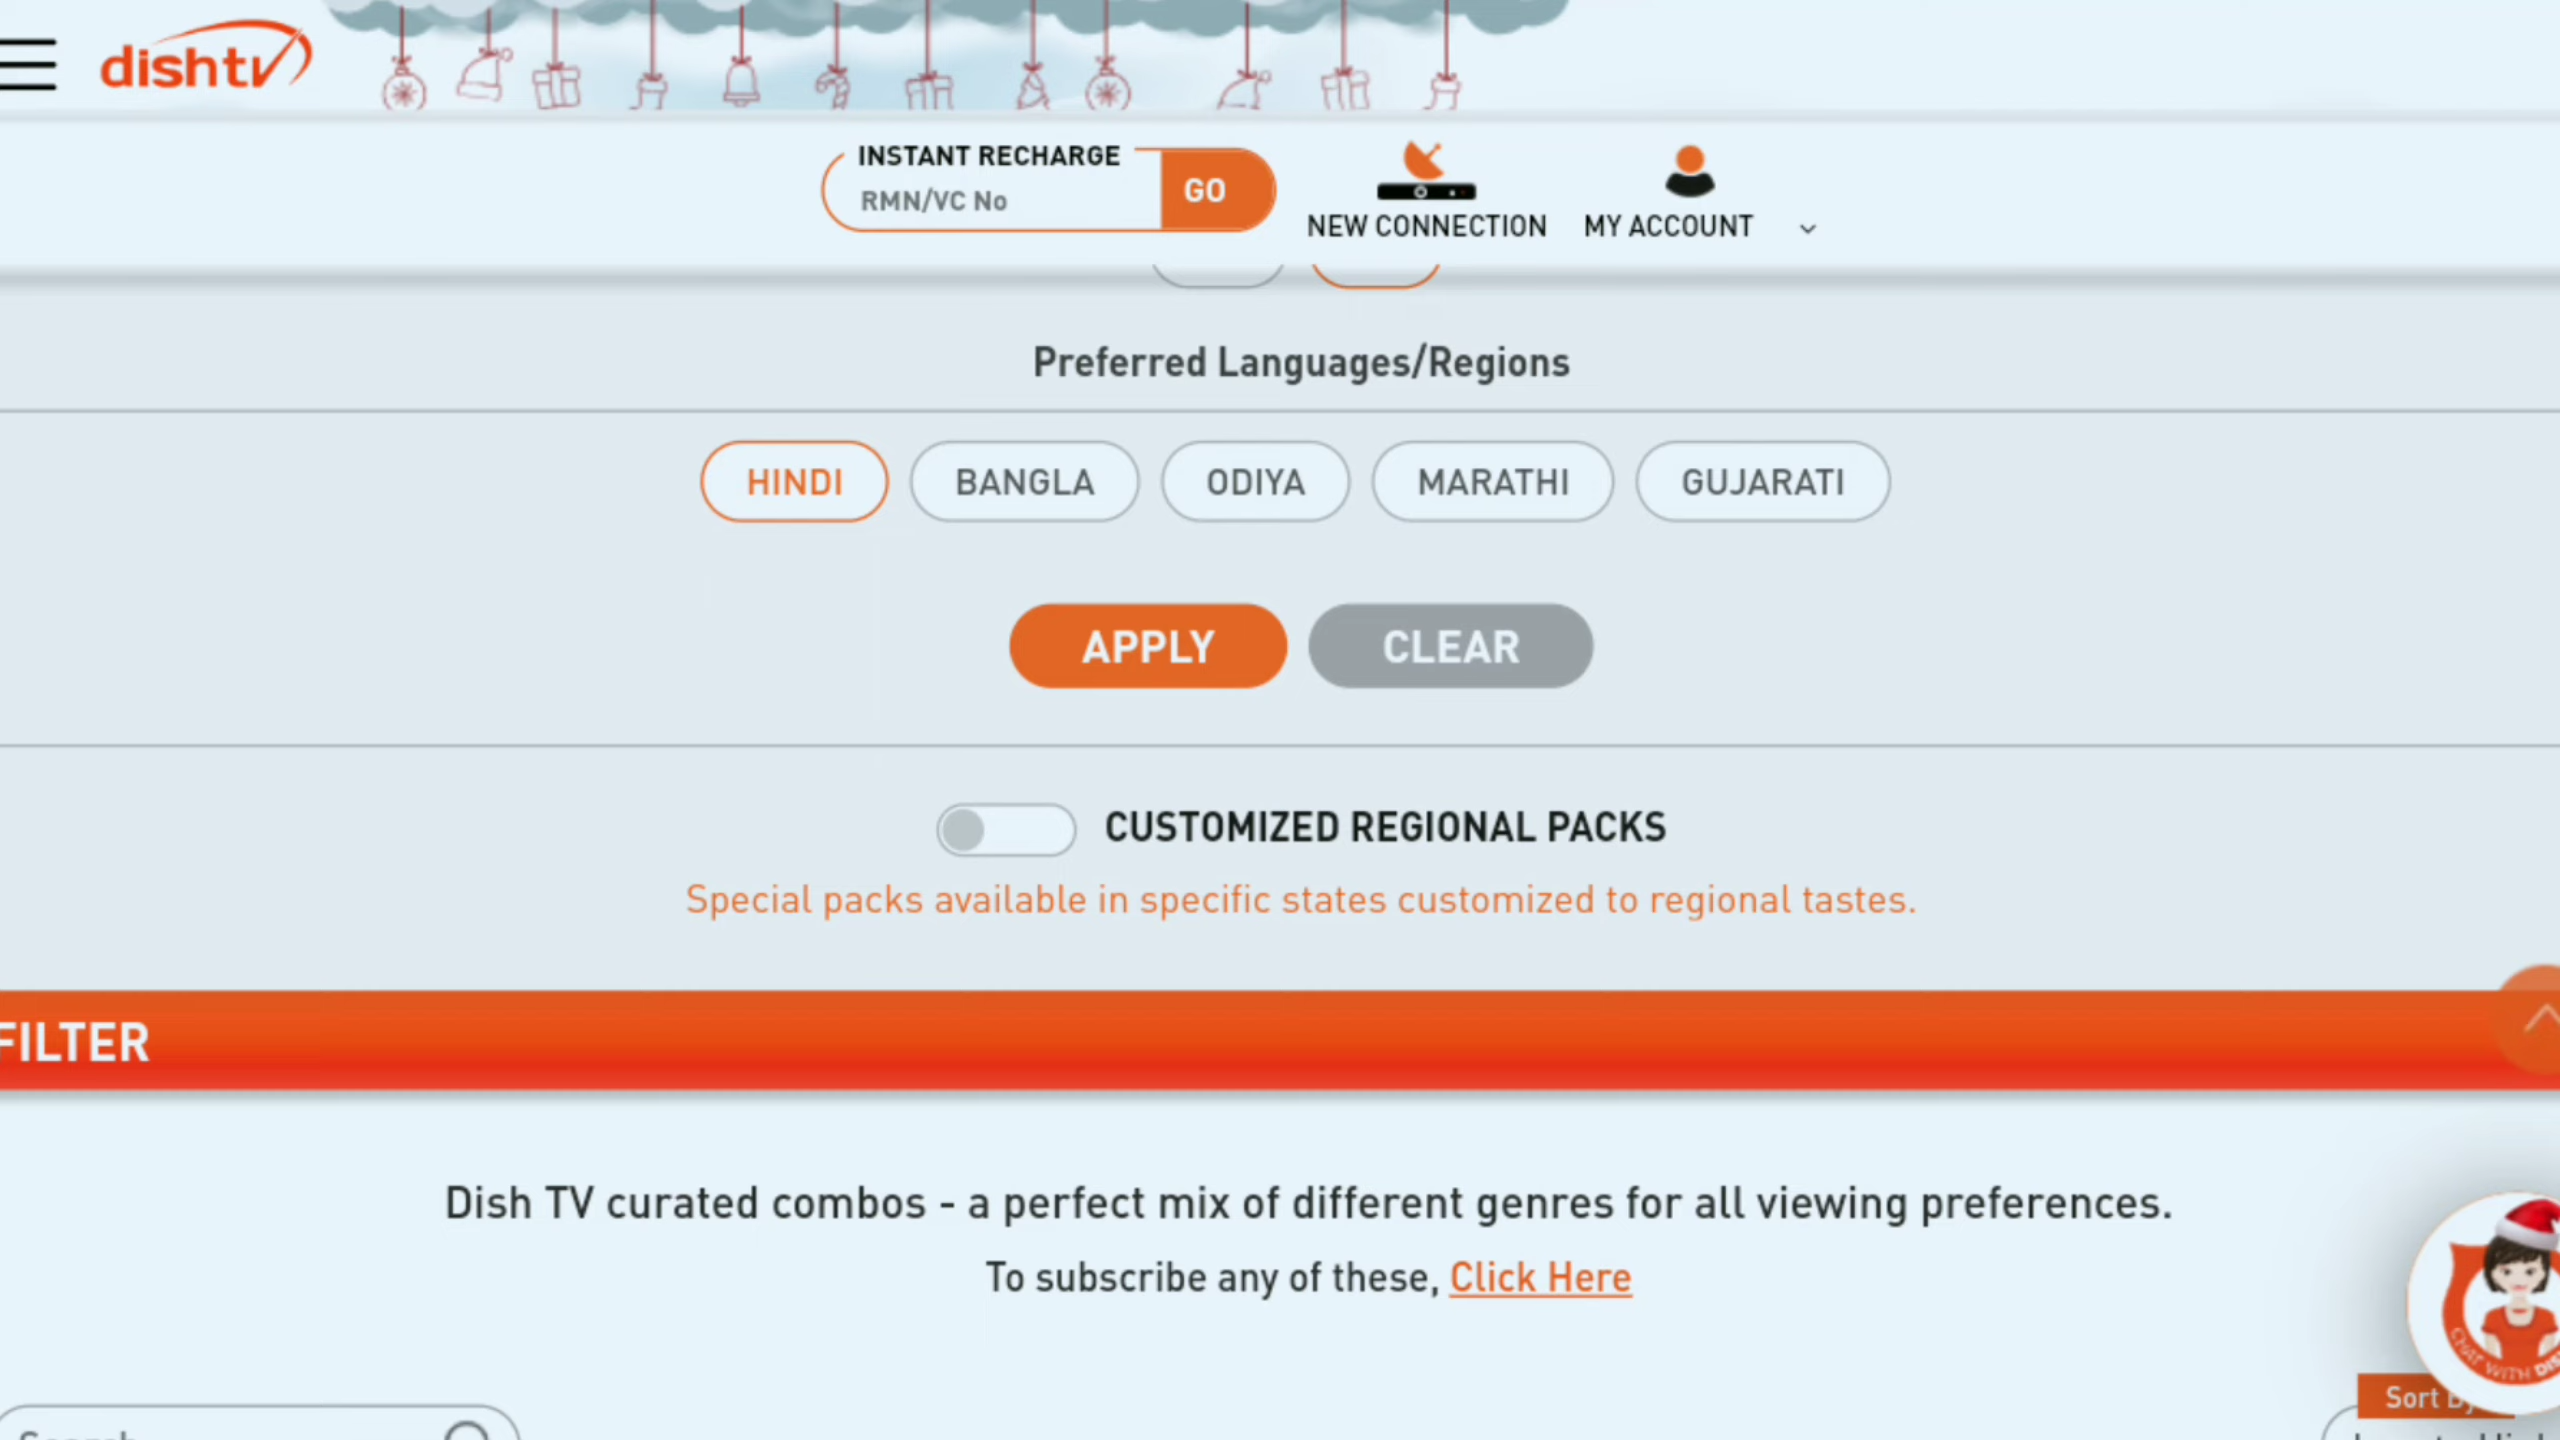 dishtv
INSTANT RECHARGE
RMN/VC No
GO
NEW CONNECTION
MY ACCOUNT
Preferred Languages/Regions
HINDI
BANGLA
ODIYA
MARATHI
GUJARATI
APPLY
CLEAR
CUSTOMIZED REGIONAL PACKS
Special packs available in specific states customized to regional tastes.
FILTER
Dish TV curated combos - a perfect mix of different genres for all viewing preferences.
To subscribe any of these, Click Here
CHAT WITH
Sort